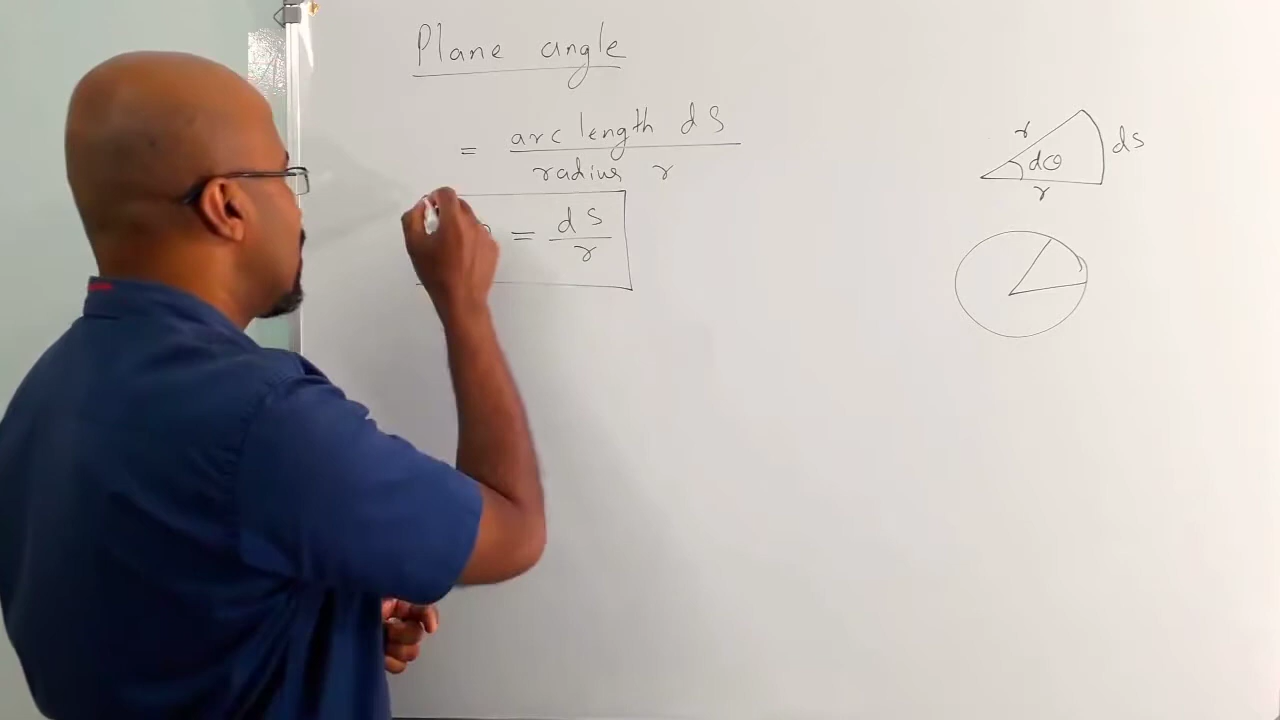 Plane angle
= arc length dS
radius r
= dS
r
r
dθ
dS
r